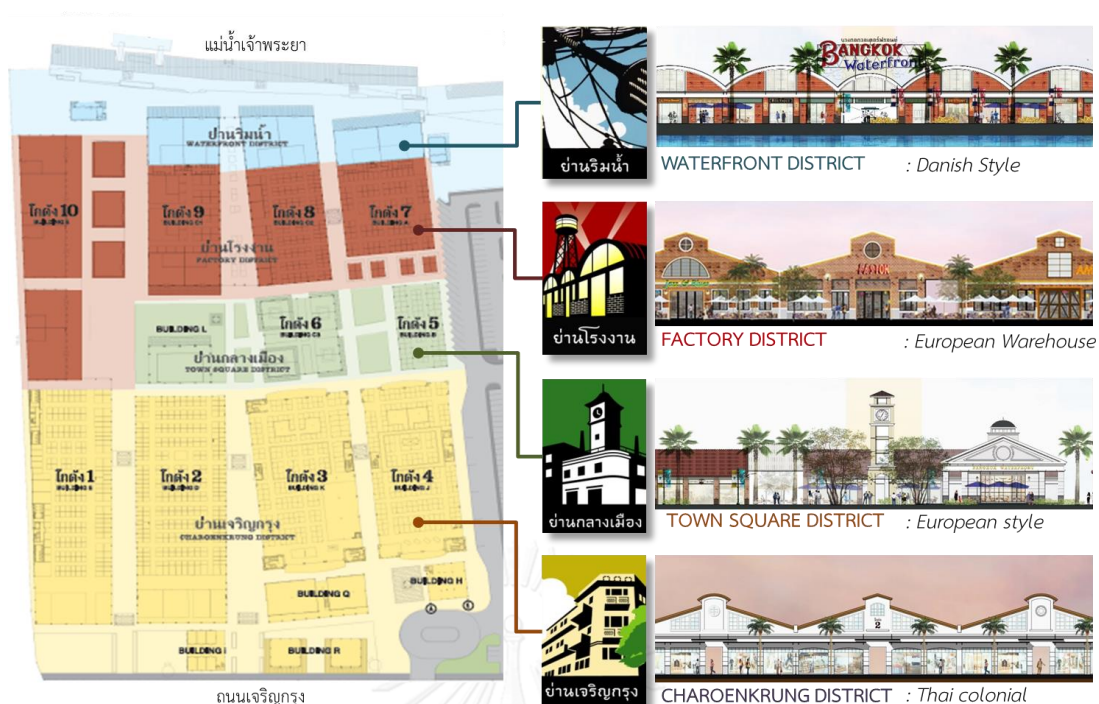 แม่น้ำเจ้าพระยา
ย่านริมน้ำ
WATERFRONT DISTRICT
โกดัง 10
โกดัง 9
โกดัง 8
โกดัง 7
ย่านโรงงาน
FACTORY DISTRICT
BUILDING L
โกดัง 6
โกดัง 5
ย่านกลางเมือง
TOWN SQUARE DISTRICT
โกดัง 1
โกดัง 2
โกดัง 3
BUILDING K
โกดัง 4
BUILDING J
ย่านเจริญกรุง
CHAROENKRUNG DISTRICT
BUILDING H
BUILDING Q
BUILDING I
BUILDING R
ถนนเจริญกรุง
ย่านริมน้ำ
BANGKOK
Waterfront
WATERFRONT DISTRICT : Danish Style
ย่านโรงงาน
FACTORY DISTRICT : European Warehouse
ย่านกลางเมือง
TOWN SQUARE DISTRICT : European style
ย่านเจริญกรุง
2
CHAROENKRUNG DISTRICT : Thai colonial